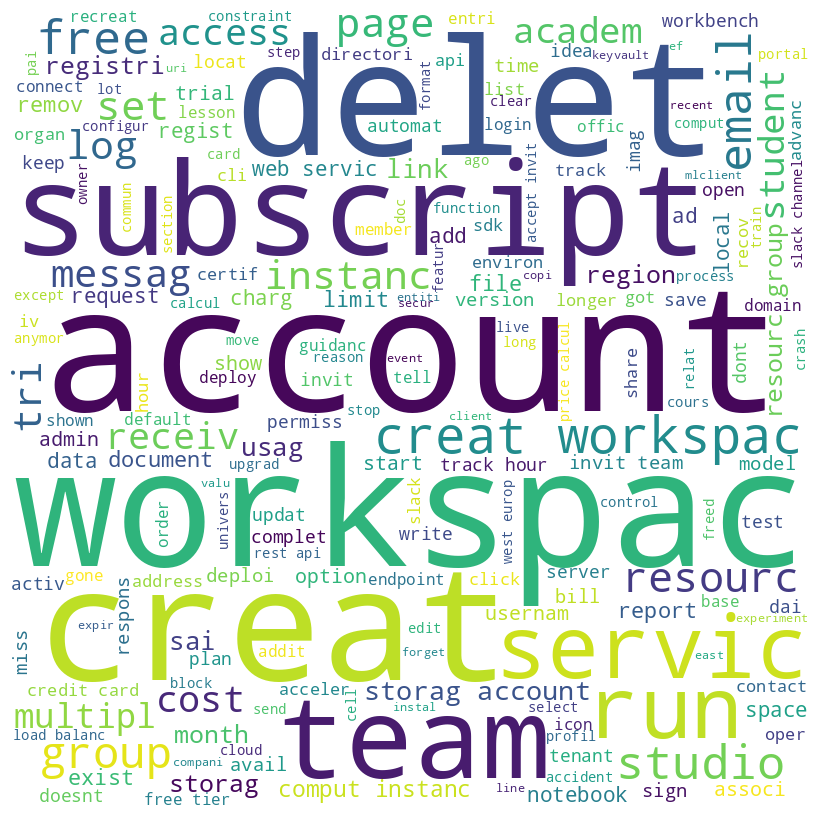 recreat constraint entri workbench
free access page academ
delet
step directori api idea keyvault ef portal
registri locat
connect lot remov set trial format list time clear recent
pai uri email student
organ configur log regist lesson automat login offic imag comput advanc
keep card cli web servic link ago track mlclient open
owner subscript
commun section member doc function sdk add accept invit ad local recov train slack channel
messag certif instanc environ featur copi region process resourc group
except request calcul charg limit entiti secur file version longer got save domain
iv anymor move guidanc reason event live long share relat dont crash
tri hour show deploy invit tell price calcul cours
account
shown default stop client
admin receiv usag permiss creat workspac
data document upgrad start track hour invit team model
workspac
order univers valu updat complet rest api slack write west europ control freed test
activ gone address deploi option endpoint click server
miss respons usernam bill resourc report base dai
creat servic
expir sai addit edit forget east experiment
plan block
credit card cost acceler cell storag account instal select run contact
multipl month send team icon profil space
load balanc group cloud tenant studio oper
exist compani avail accident associ
doesnt storag free tier comput instanc line notebook sign